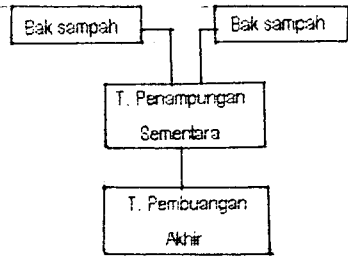 Bak sampah
Bak sampah
T. Penampungan
Sementara
T. Pembuangan
Akhir